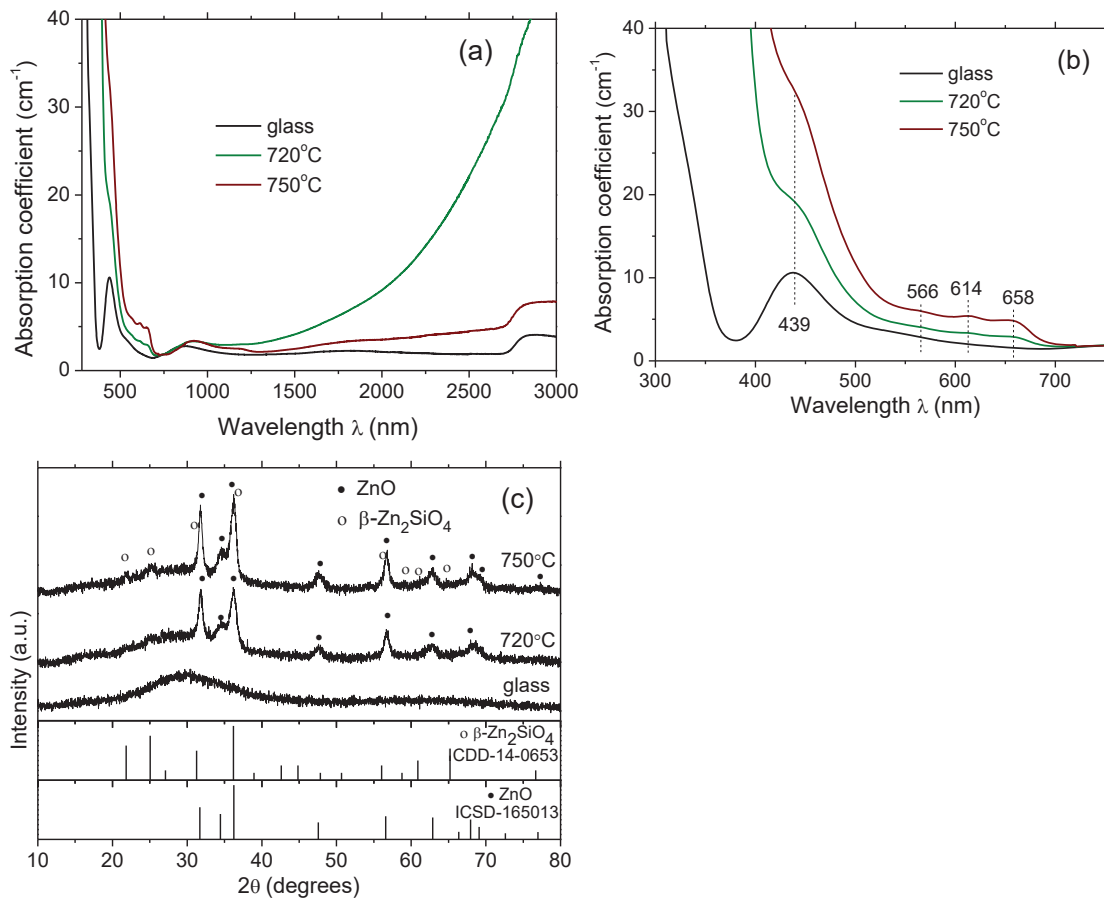 (a)
Absorption coefficient (cm⁻¹)
40
30
20
10
0
glass
720°C
750°C
500
1000
1500
2000
2500
3000
Wavelength λ (nm)
(b)
Absorption coefficient (cm⁻¹)
40
30
20
10
0
glass
720°C
750°C
439
566
614
658
300
400
500
600
700
Wavelength λ (nm)
(c)
• ZnO
o β-Zn₂SiO₄
750°C
720°C
glass
Intensity (a.u.)
o β-Zn₂SiO₄
ICDD-14-0653
• ZnO
ICSD-165013
10
20
30
40
50
60
70
80
2θ (degrees)